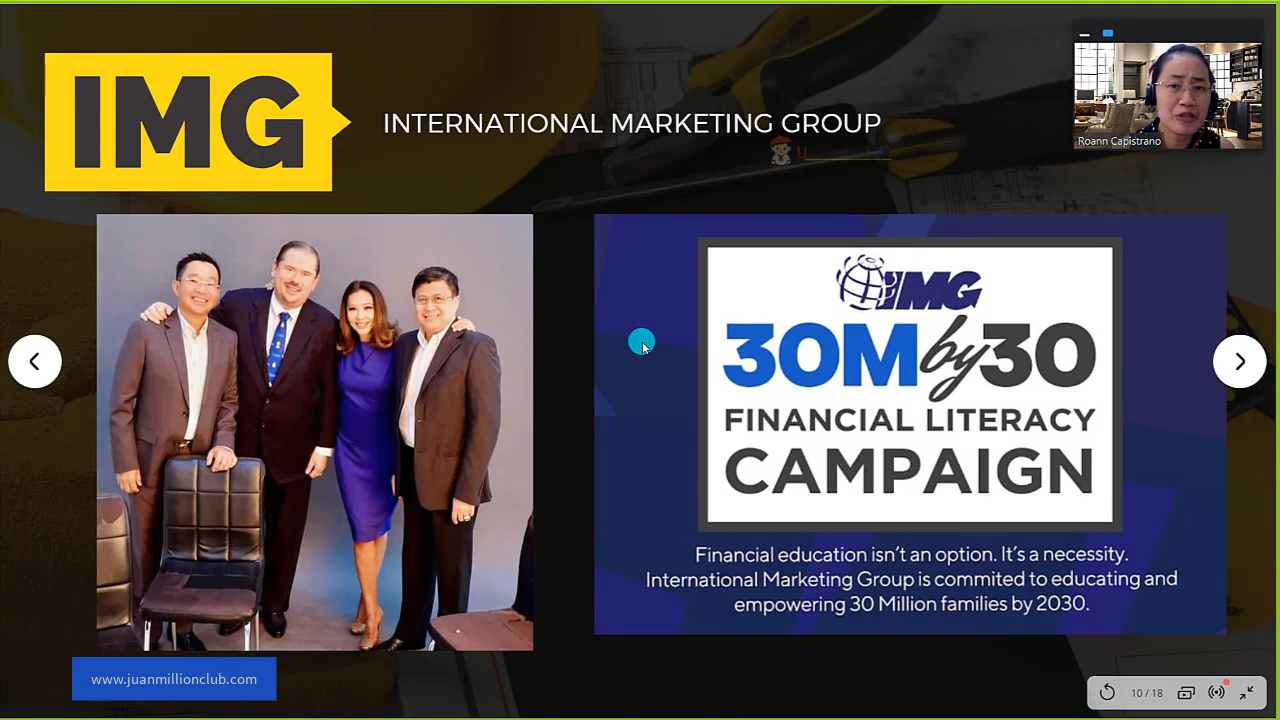 IMG
INTERNATIONAL MARKETING GROUP
Roann Capistrano
IMG
30M by 30
FINANCIAL LITERACY
CAMPAIGN
Financial education isn't an option. It's a necessity.
International Marketing Group is commited to educating and
empowering 30 Million families by 2030.
www.juanmillionclub.com
10 / 18